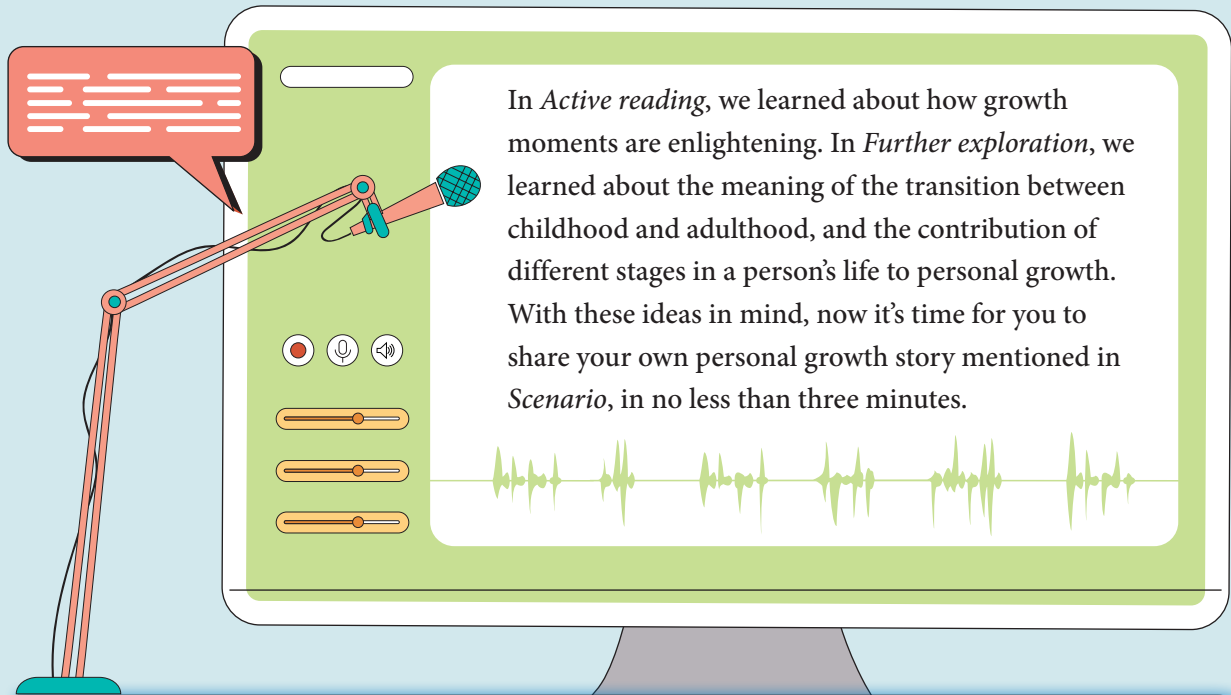 In Active reading, we learned about how growth
moments are enlightening. In Further exploration, we
learned about the meaning of the transition between
childhood and adulthood, and the contribution of
different stages in a person’s life to personal growth.
With these ideas in mind, now it’s time for you to
share your own personal growth story mentioned in
Scenario, in no less than three minutes.